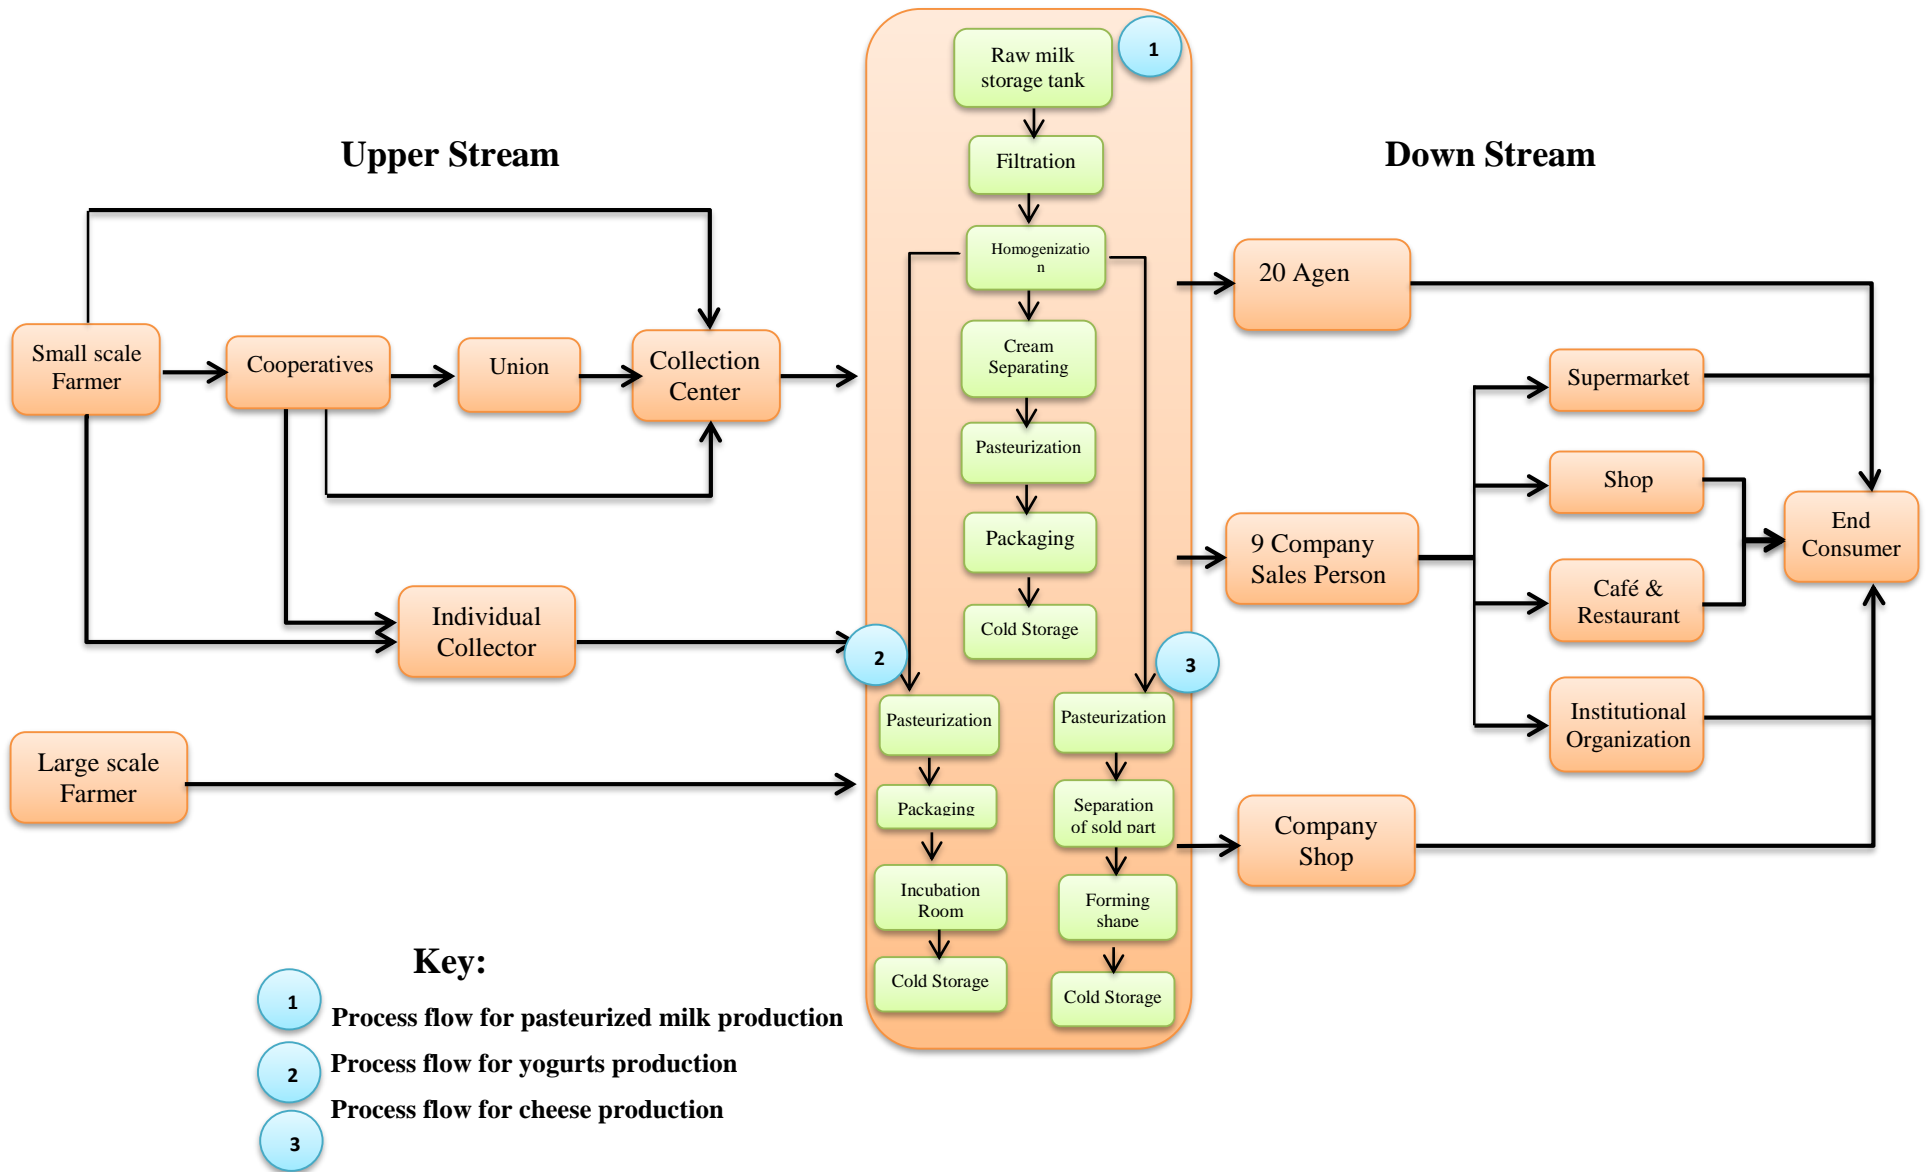 Upper Stream
Small scale
Farmer
Cooperatives
Union
Collection
Center
Individual
Collector
Large scale
Farmer
1
Raw milk
storage tank
Filtration
Homogenizatio
n
Cream
Separating
Pasteurization
Packaging
Cold Storage
2
Pasteurization
Packaging
Incubation
Room
Cold Storage
3
Pasteurization
Separation
of sold part
Forming
shape
Cold Storage
Down Stream
20 Agen
9 Company
Sales Person
Company
Shop
Supermarket
Shop
Café &
Restaurant
Institutional
Organization
End
Consumer
Key:
1
Process flow for pasteurized milk production
2
Process flow for yogurts production
3
Process flow for cheese production